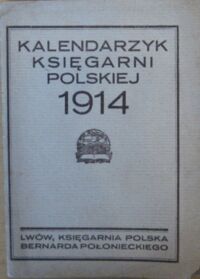 KALENDARZYK
KSIĘGARNI
POLSKIEJ
1914
LWÓW, KSIĘGARNIA POLSKA
BERNARDA POŁONIECKIEGO